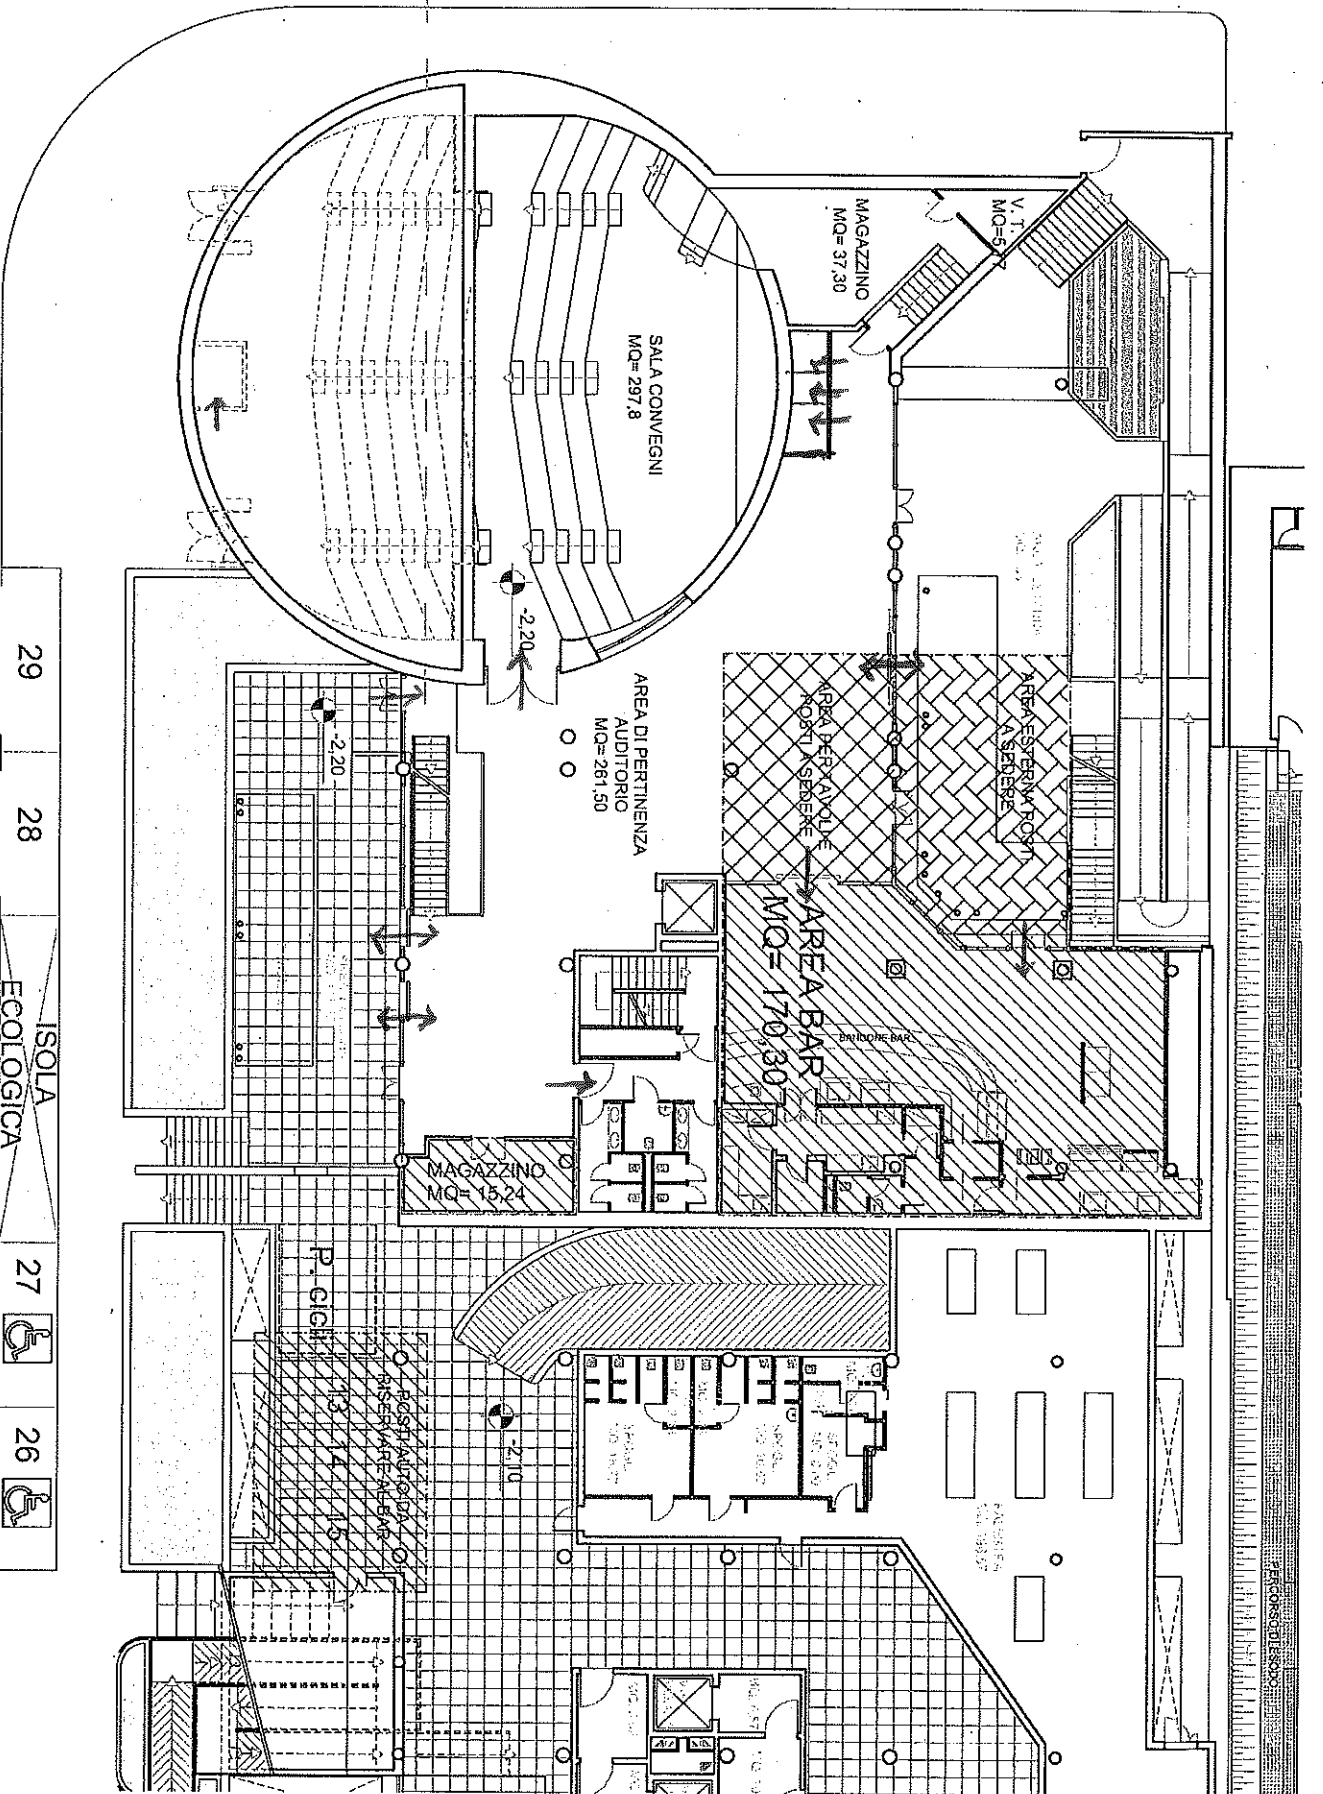 V. T.
MAGAZZINO
MQ= 37,30
SALA CONVEGNI
MQ= 297,8
-2,20
-2,20
AREA DI PERTINENZA
AUDITORIO
MQ=261,50
AREA PER TAVOLI E
POSTI A SEDERE
AREA ESTERNA POSTI
A SEDERE
AREA BAR
MQ= 170,30
BANCONE BAR
MAGAZZINO
MQ= 15,24
P. CICLI
POSTI AUTO DA
RISERVARE AL BAR
13 14 15
-2,10
PERCORSO D'ESODO
29
28
ISOLA
ECOLOGICA
27
26